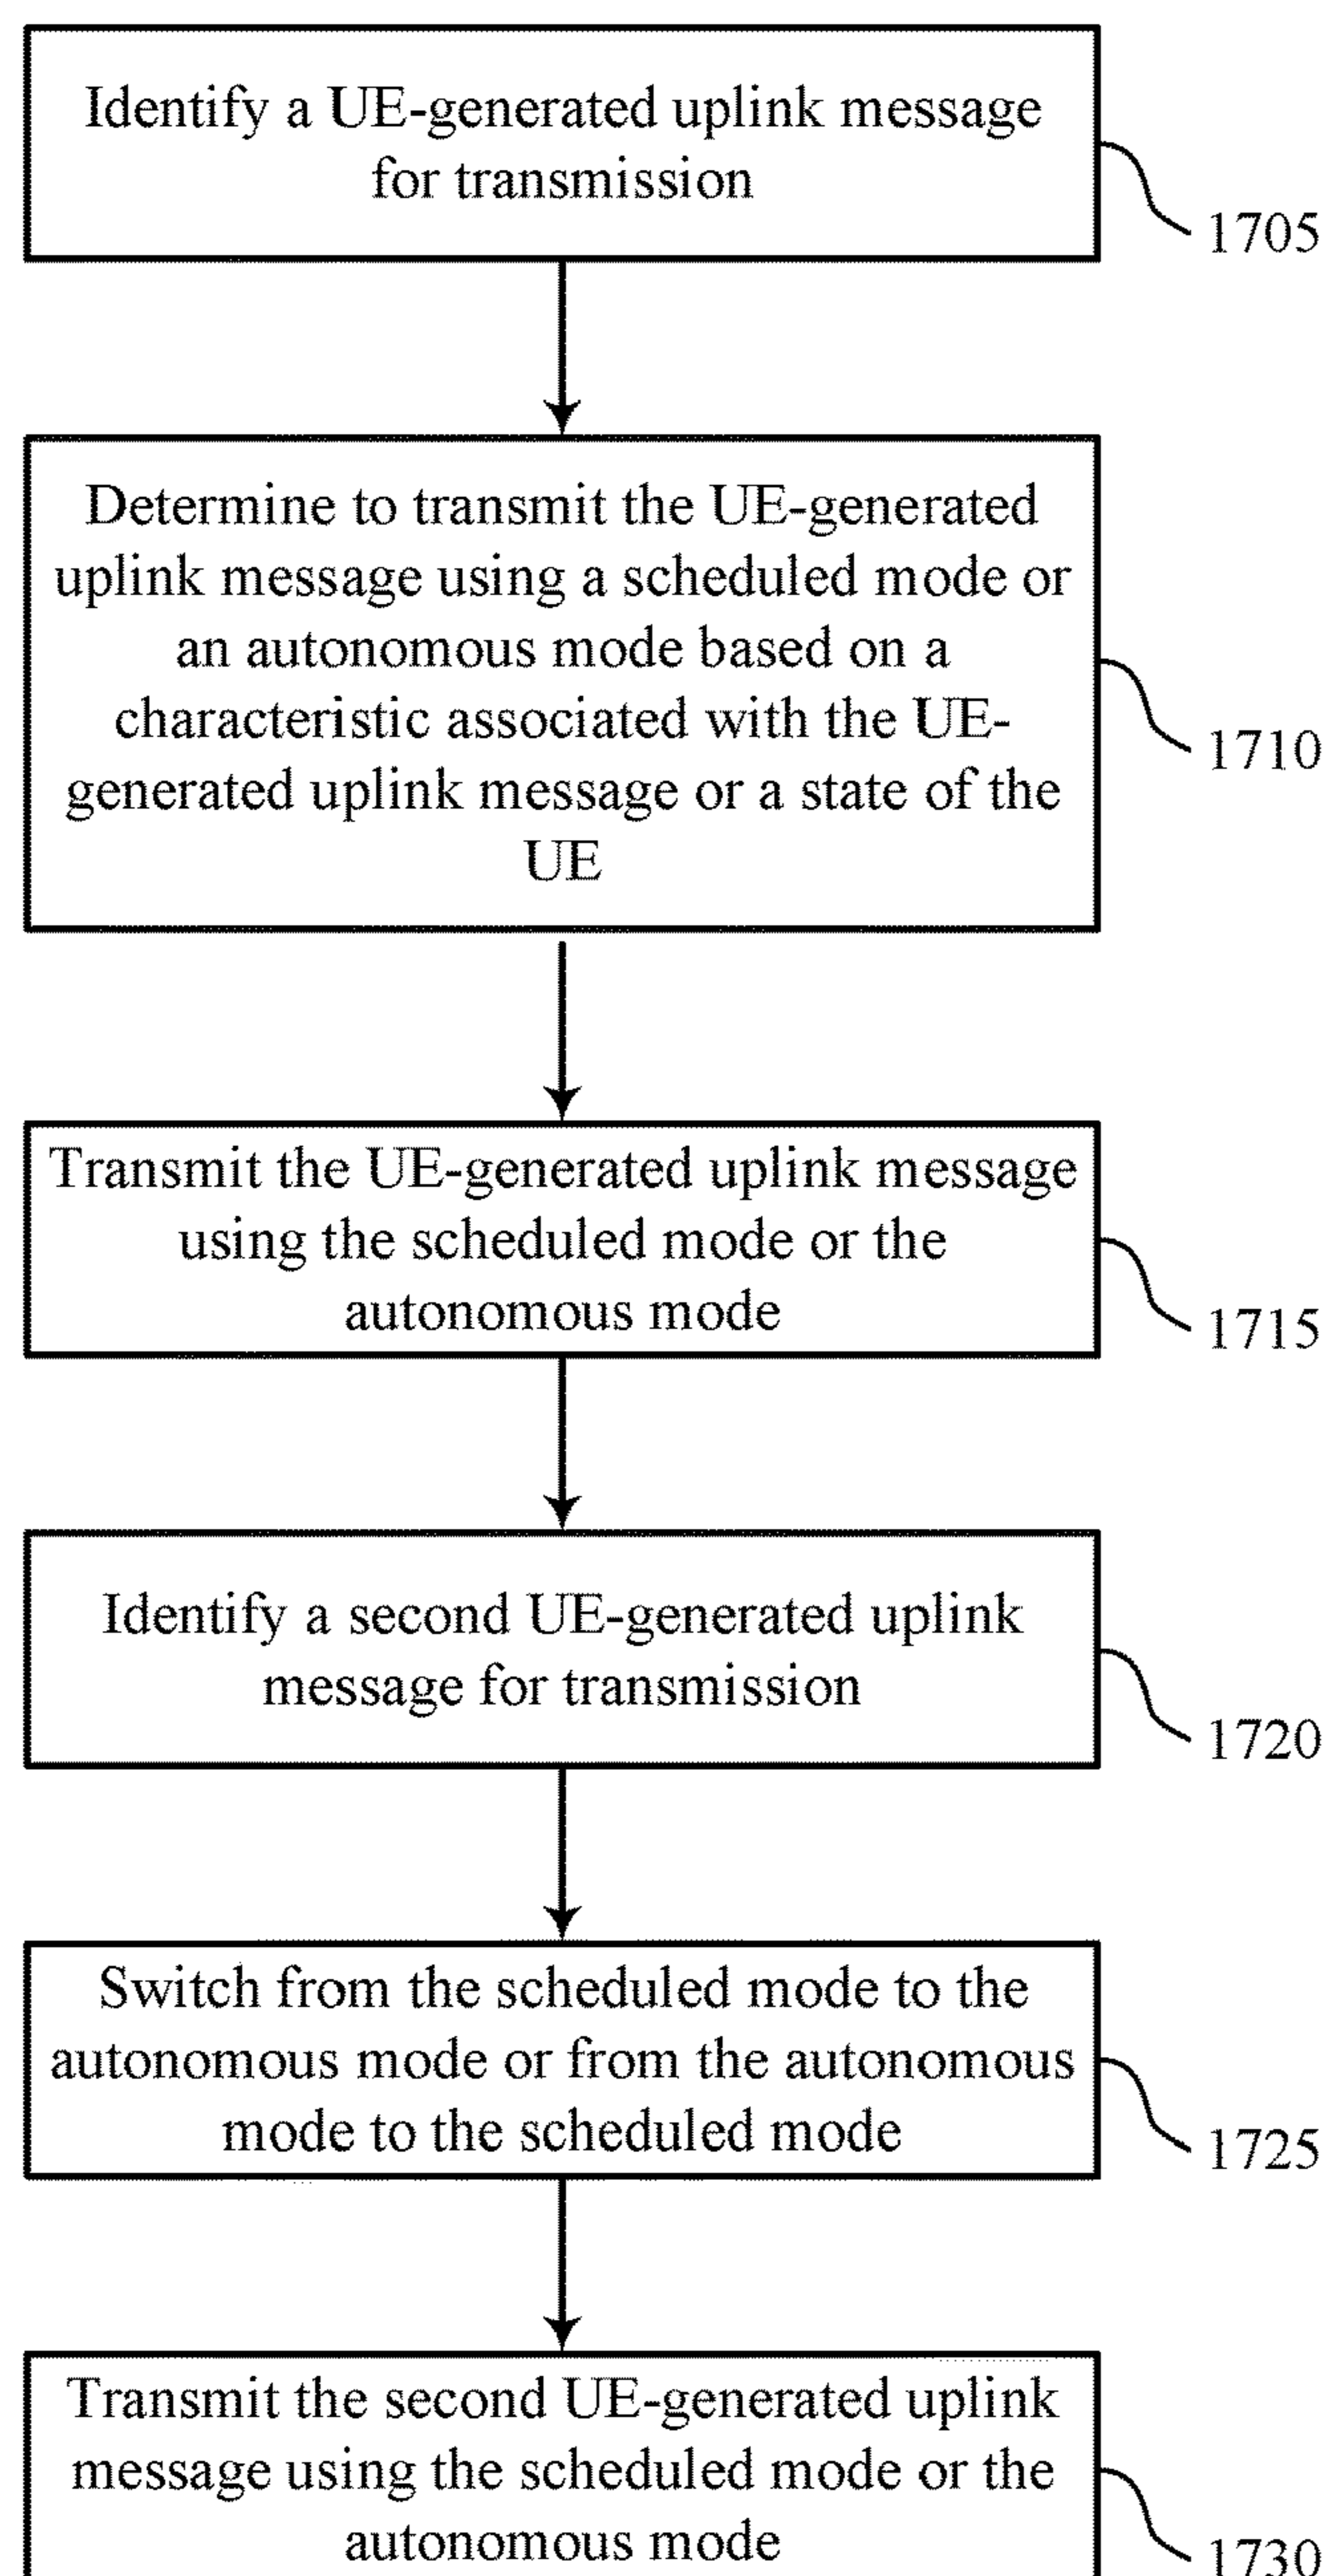 Identify a UE-generated uplink message
for transmission
1705
Determine to transmit the UE-generated
uplink message using a scheduled mode or
an autonomous mode based on a
characteristic associated with the UE-
generated uplink message or a state of the
UE
1710
Transmit the UE-generated uplink message
using the scheduled mode or the
autonomous mode
1715
Identify a second UE-generated uplink
message for transmission
1720
Switch from the scheduled mode to the
autonomous mode or from the autonomous
mode to the scheduled mode
1725
Transmit the second UE-generated uplink
message using the scheduled mode or the
autonomous mode
1730